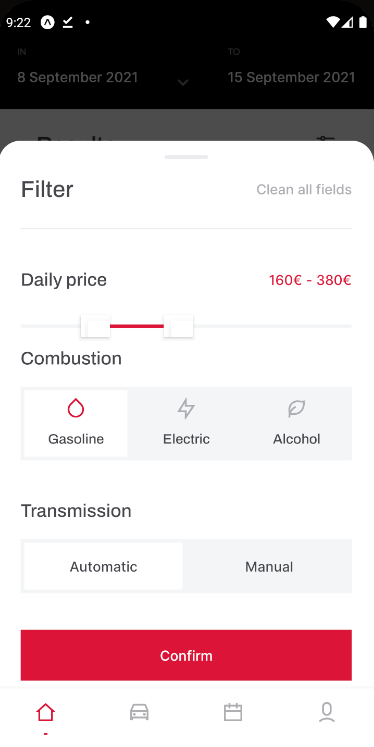 9:22
IN
TO
8 September 2021
15 September 2021
Filter
Clean all fields
Daily price
160€ - 380€
Combustion
Gasoline
Electric
Alcohol
Transmission
Automatic
Manual
Confirm